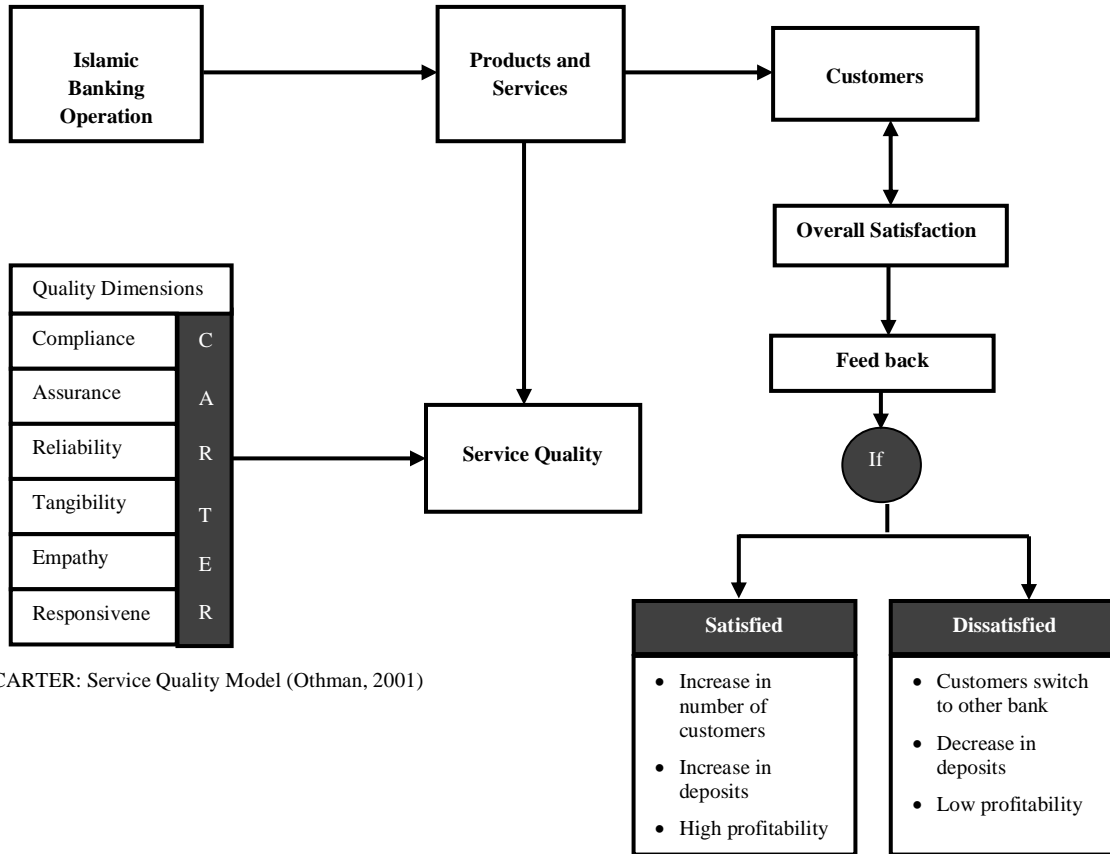 Islamic
Banking
Operation
Products and
Services
Customers
Overall Satisfaction
Feed back
If
Quality Dimensions
Compliance
Assurance
Reliability
Tangibility
Empathy
Responsivene
C
A
R
T
E
R
Service Quality
CARTER: Service Quality Model (Othman, 2001)
Satisfied
• Increase in
number of
customers
• Increase in
deposits
• High profitability
Dissatisfied
• Customers switch
to other bank
• Decrease in
deposits
• Low profitability